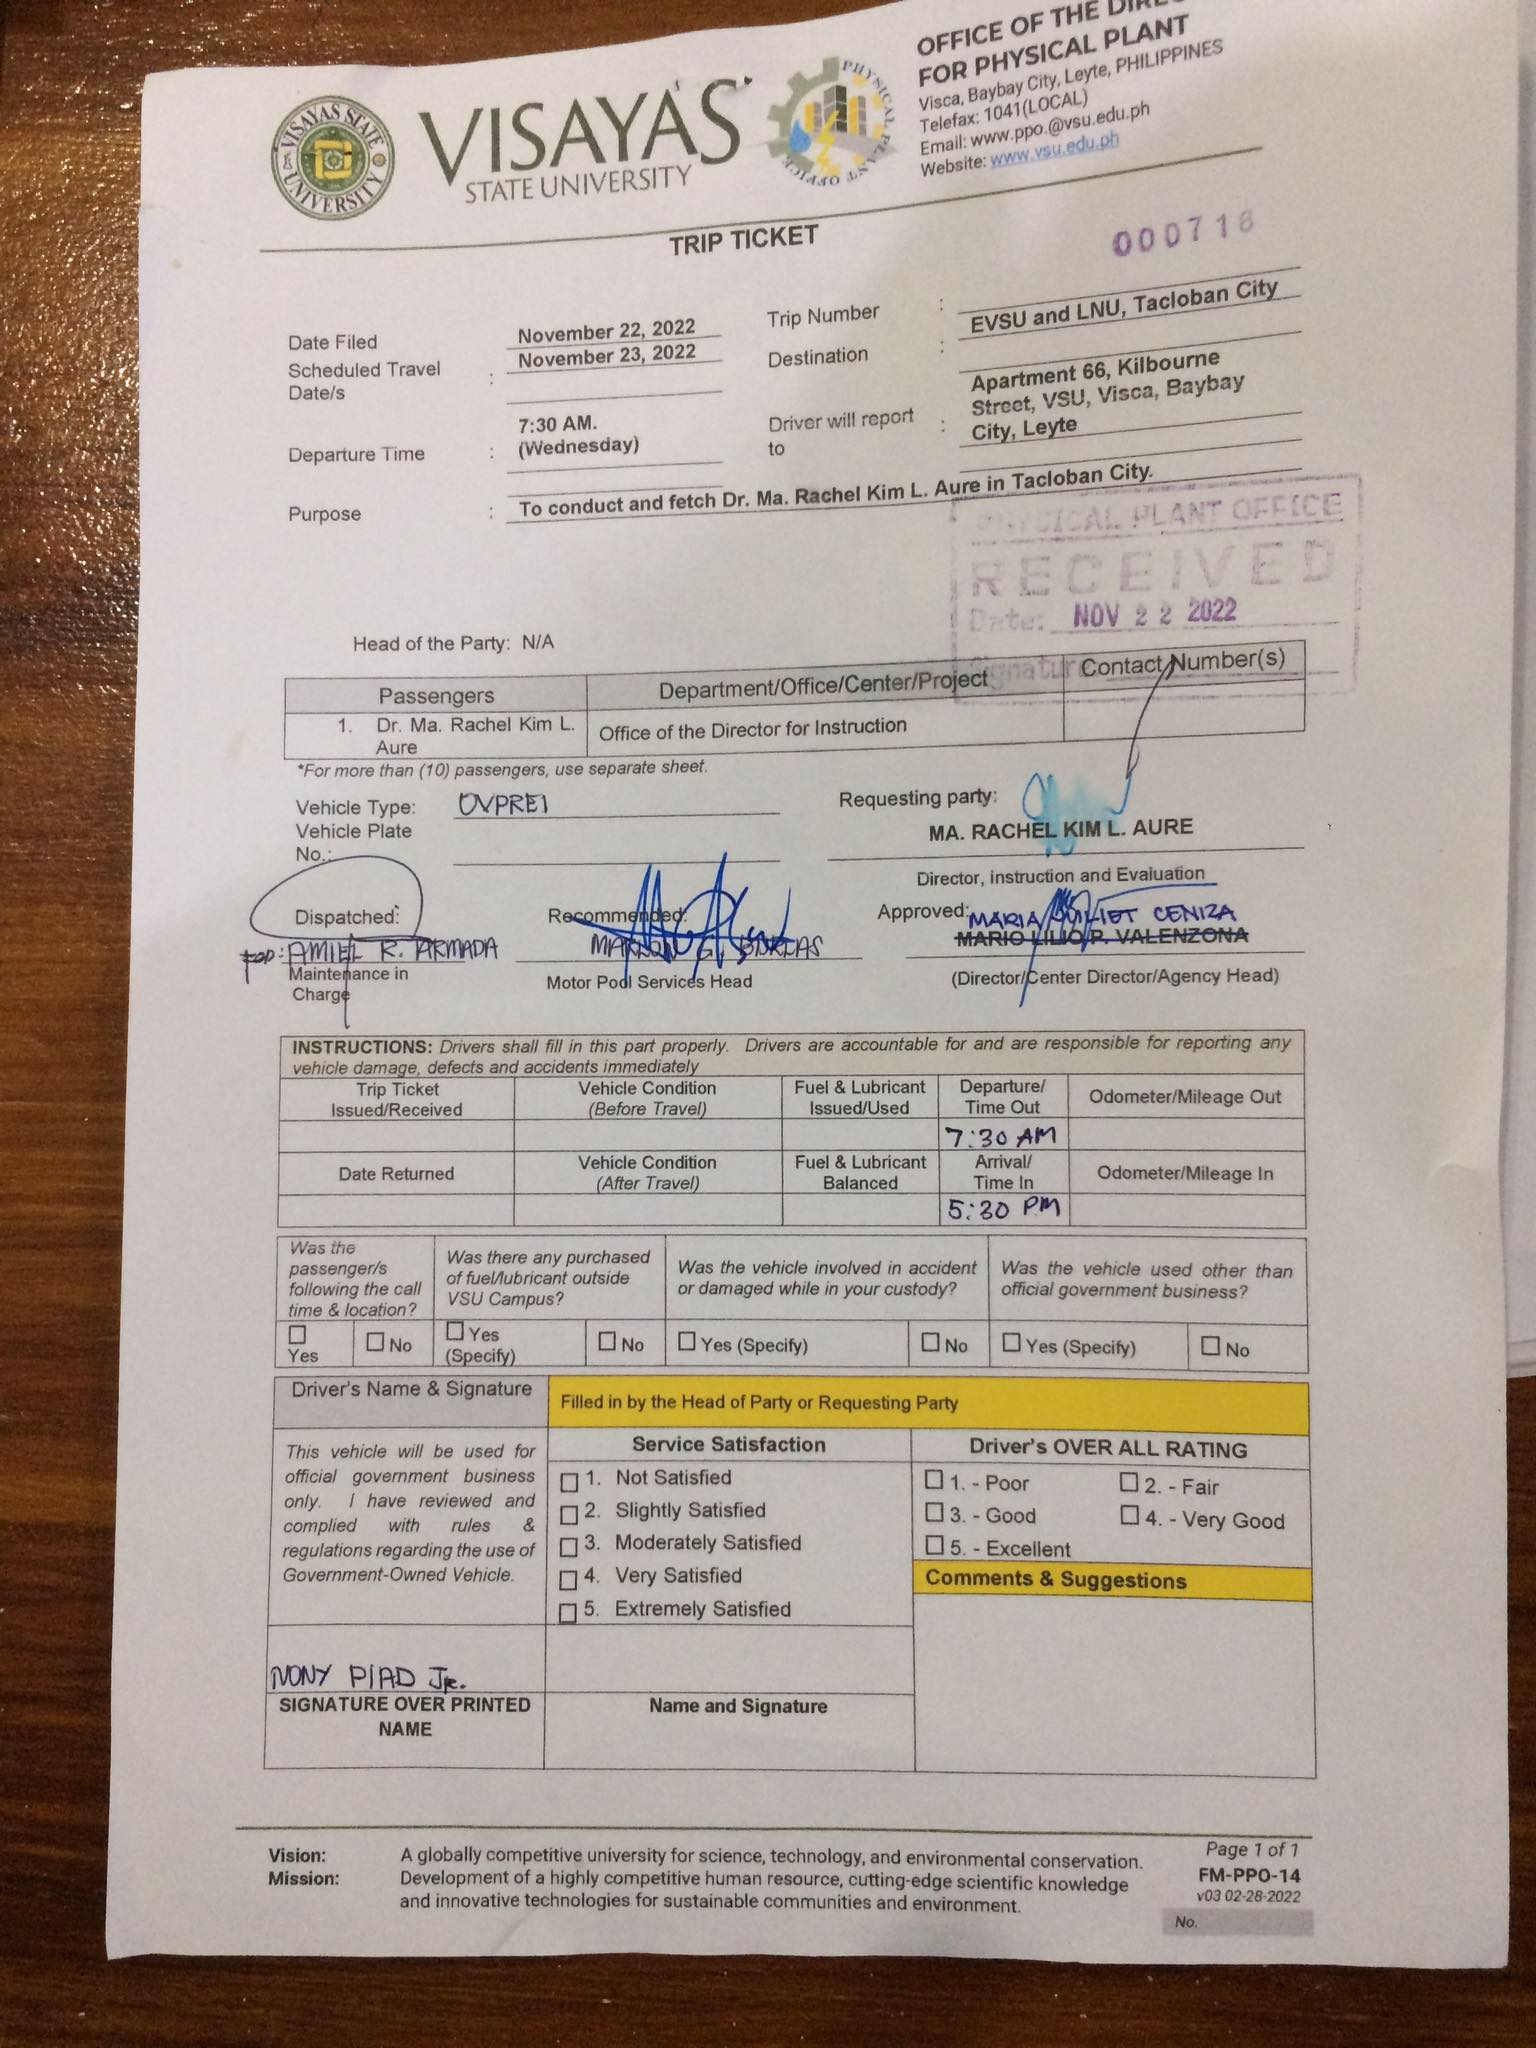 VISAYAS STATE UNIVERSITY
VISAYAS
STATE UNIVERSITY
PHYSICAL PLANT OFFICE
OFFICE OF THE
FOR PHYSICAL PLANT
Visca, Baybay City, Leyte, PHILIPPINES
Telefax: 1041(LOCAL)
Email: www.ppo.@vsu.edu.ph
Website: www.vsu.edu.ph
TRIP TICKET
000718
Date Filed November 22, 2022 Trip Number :
Scheduled Travel Date/s : November 23, 2022 Destination : EVSU and LNU, Tacloban City
Departure Time : 7:30 AM. (Wednesday) Driver will report to : Apartment 66, Kilbourne Street, VSU, Visca, Baybay City, Leyte
Purpose : To conduct and fetch Dr. Ma. Rachel Kim L. Aure in Tacloban City.
PHYSICAL PLANT OFFICE
RECEIVED
Date: NOV 22 2022
Signature
Head of the Party: N/A
Passengers Department/Office/Center/Project Contact Number(s)
1. Dr. Ma. Rachel Kim L. Aure Office of the Director for Instruction
*For more than (10) passengers, use separate sheet.
Vehicle Type: OVPREI Requesting party:
Vehicle Plate No.: MA. RACHEL KIM L. AURE
Director, Instruction and Evaluation
Dispatched: Recommended: Approved: MARIA JULIET CENIZA
FOR: AMIEL R. ARMADA MARLON G. MARIO LILIO P. VALENZONA
Maintenance in Charge Motor Pool Services Head (Director/Center Director/Agency Head)
INSTRUCTIONS: Drivers shall fill in this part properly. Drivers are accountable for and are responsible for reporting any
vehicle damage, defects and accidents immediately
Trip Ticket Issued/Received Vehicle Condition (Before Travel) Fuel & Lubricant Issued/Used Departure/ Time Out Odometer/Mileage Out
7:30 AM
Date Returned Vehicle Condition (After Travel) Fuel & Lubricant Balanced Arrival/ Time In Odometer/Mileage In
5:30 PM
Was the passenger/s following the call time & location? Was there any purchased of fuel/lubricant outside VSU Campus? Was the vehicle involved in accident or damaged while in your custody? Was the vehicle used other than official government business?
Yes No Yes (Specify) No Yes (Specify) No Yes (Specify) No
Driver's Name & Signature Filled in by the Head of Party or Requesting Party
Service Satisfaction Driver's OVER ALL RATING
This vehicle will be used for
official government business
only. I have reviewed and
complied with rules &
regulations regarding the use of
Government-Owned Vehicle.
1. Not Satisfied
2. Slightly Satisfied
3. Moderately Satisfied
4. Very Satisfied
5. Extremely Satisfied
1. - Poor 2. - Fair
3. - Good 4. - Very Good
5. - Excellent
Comments & Suggestions
NONY PIAD Jr.
SIGNATURE OVER PRINTED NAME Name and Signature
Vision: A globally competitive university for science, technology, and environmental conservation.
Mission: Development of a highly competitive human resource, cutting-edge scientific knowledge
and innovative technologies for sustainable communities and environment.
Page 1 of 1
FM-PPO-14
v03 02-28-2022
No.